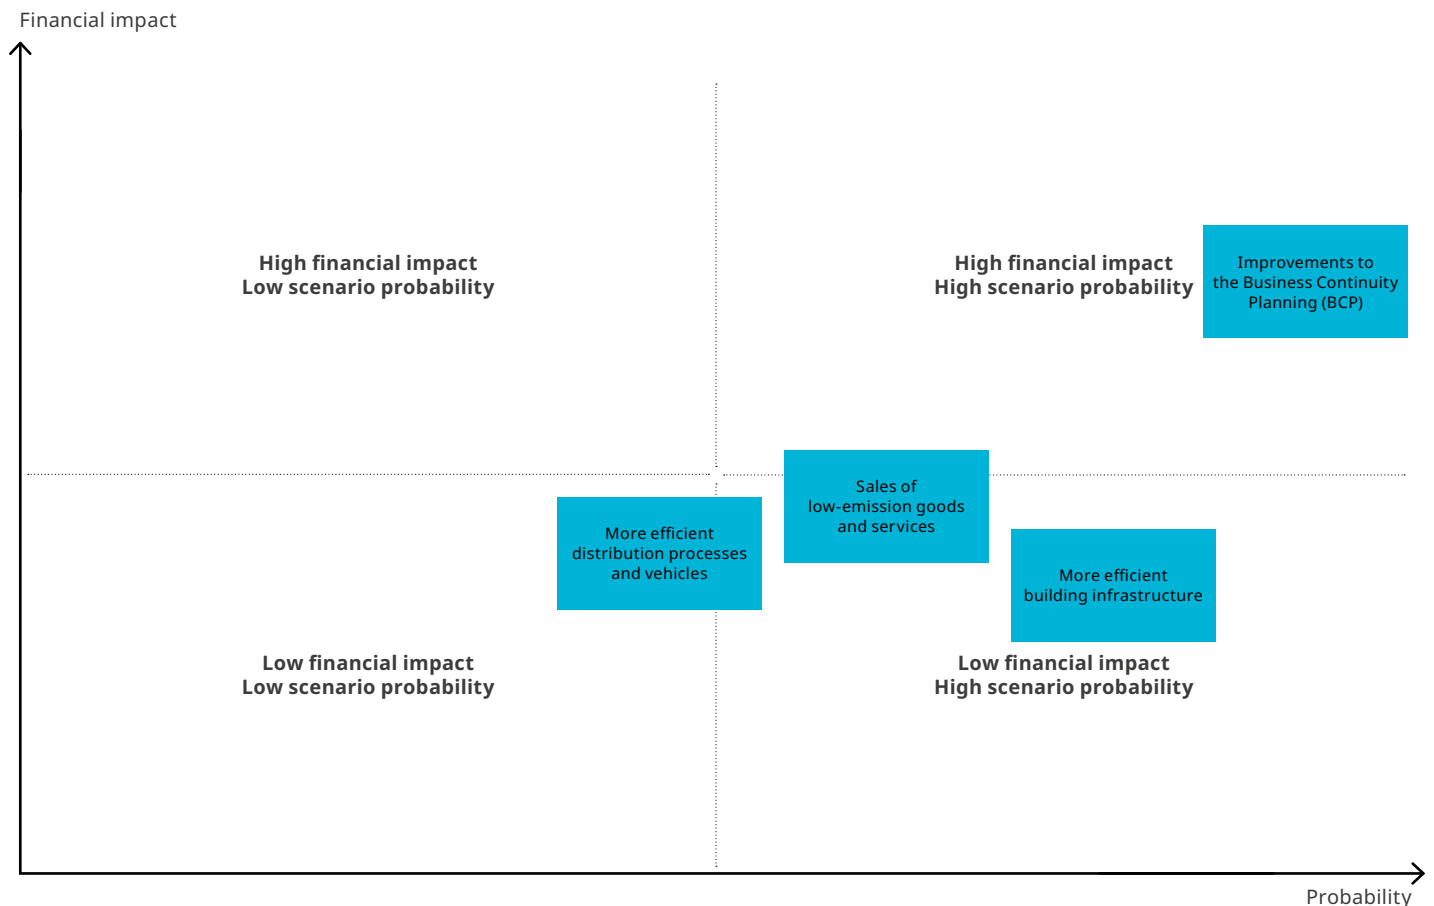 Financial impact
High financial impact
Low scenario probability
High financial impact
High scenario probability
Improvements to
the Business Continuity
Planning (BCP)
Sales of
low-emission goods
and services
More efficient
distribution processes
and vehicles
More efficient
building infrastructure
Low financial impact
Low scenario probability
Low financial impact
High scenario probability
Probability